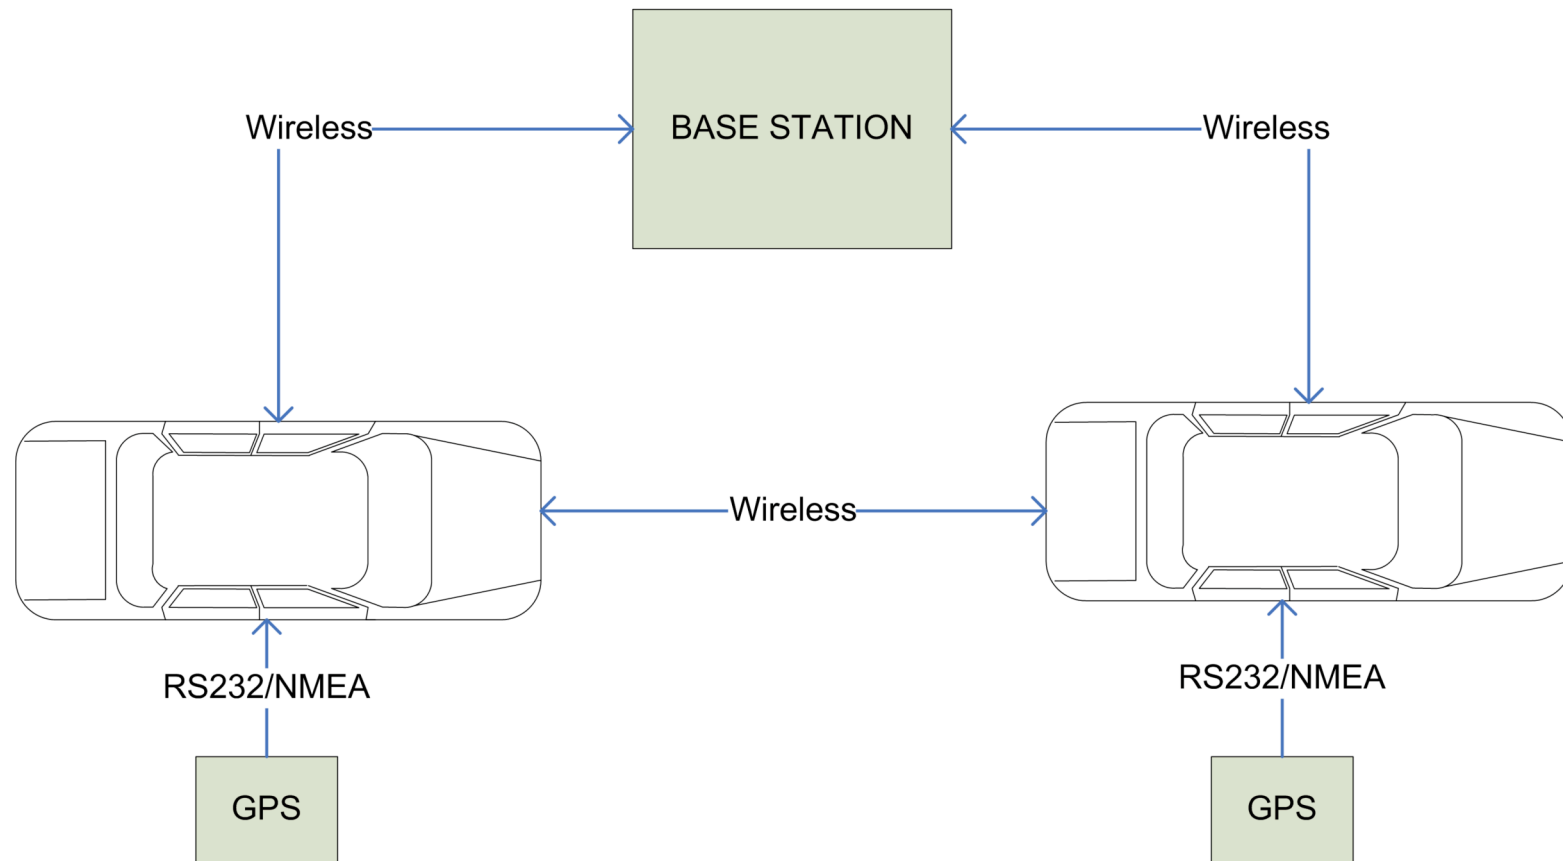 Wireless
BASE STATION
Wireless
Wireless
RS232/NMEA
RS232/NMEA
GPS
GPS